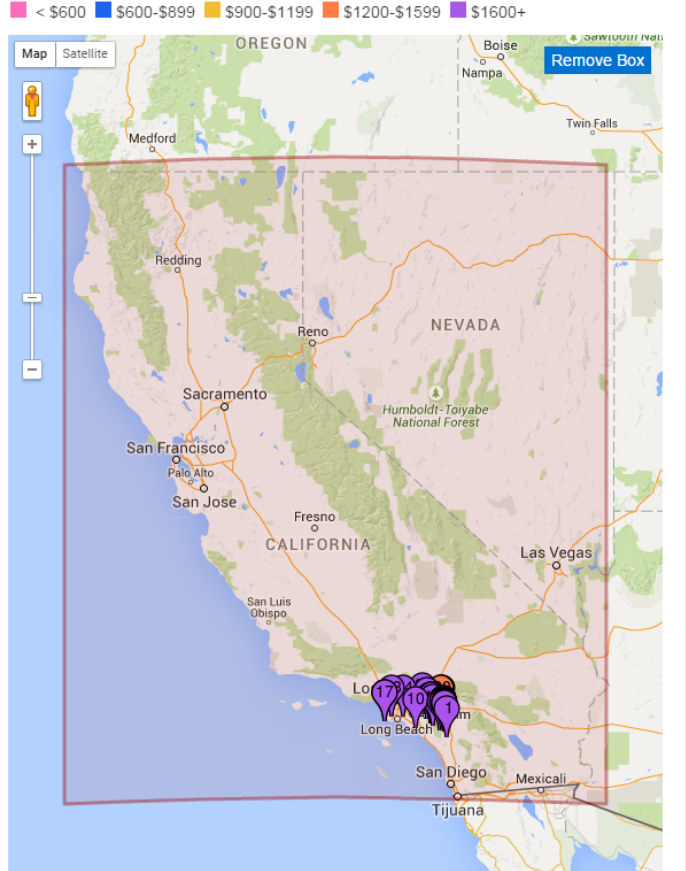 < $600 $600-$899 $900-$1199 $1200-$1599 $1600+
Map Satellite
OREGON
Boise
Nampa
Remove Box
Twin Falls
Medford
Redding
Reno
NEVADA
Sacramento
Humboldt-Toiyabe
National Forest
San Francisco
Palo Alto
San Jose
Fresno
CALIFORNIA
Las Vegas
San Luis
Obispo
17
10
1
Long Beach
San Diego
Mexicali
Tijuana